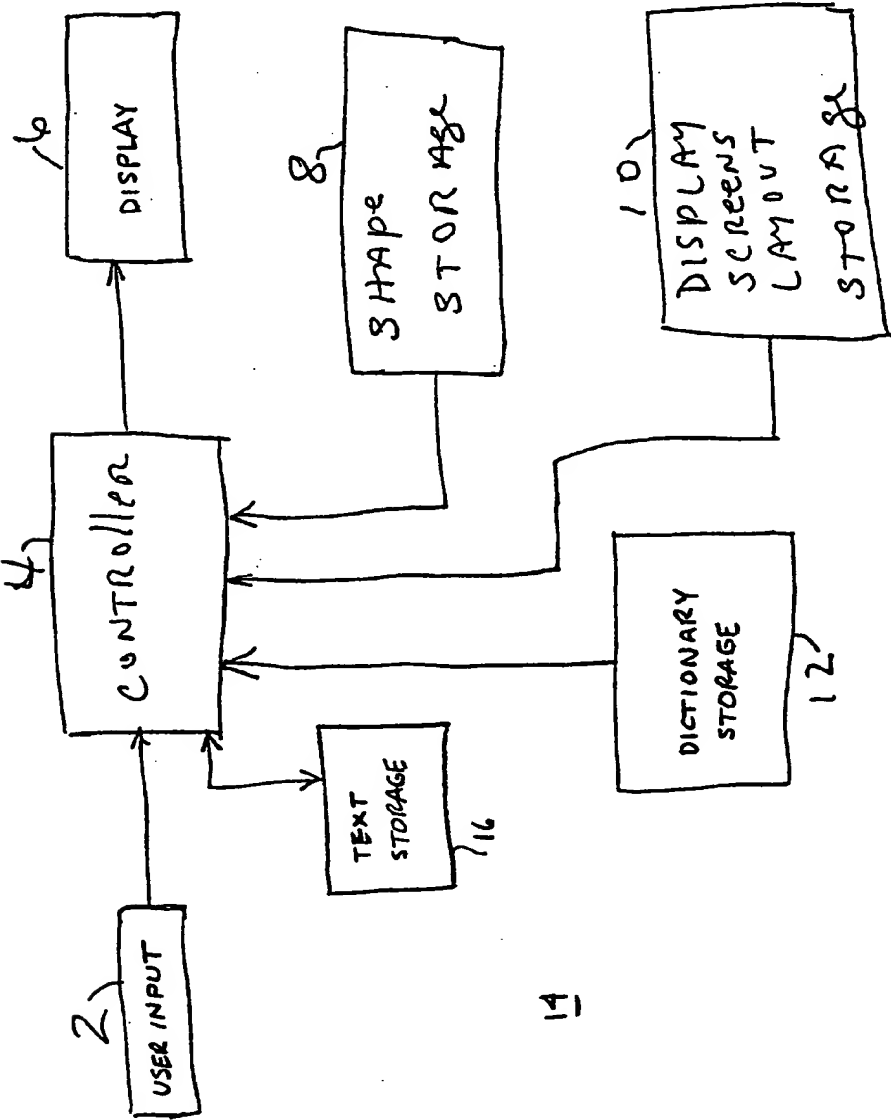 2
USER INPUT
4
CONTROller
6
DISPLAY
TEXT
STORAGE
16
8
SHApe
STORAge
DICTIONARY
STORAGE
12
10
DISPLAY
SCReeNS
LAYOUT
STORAge
14